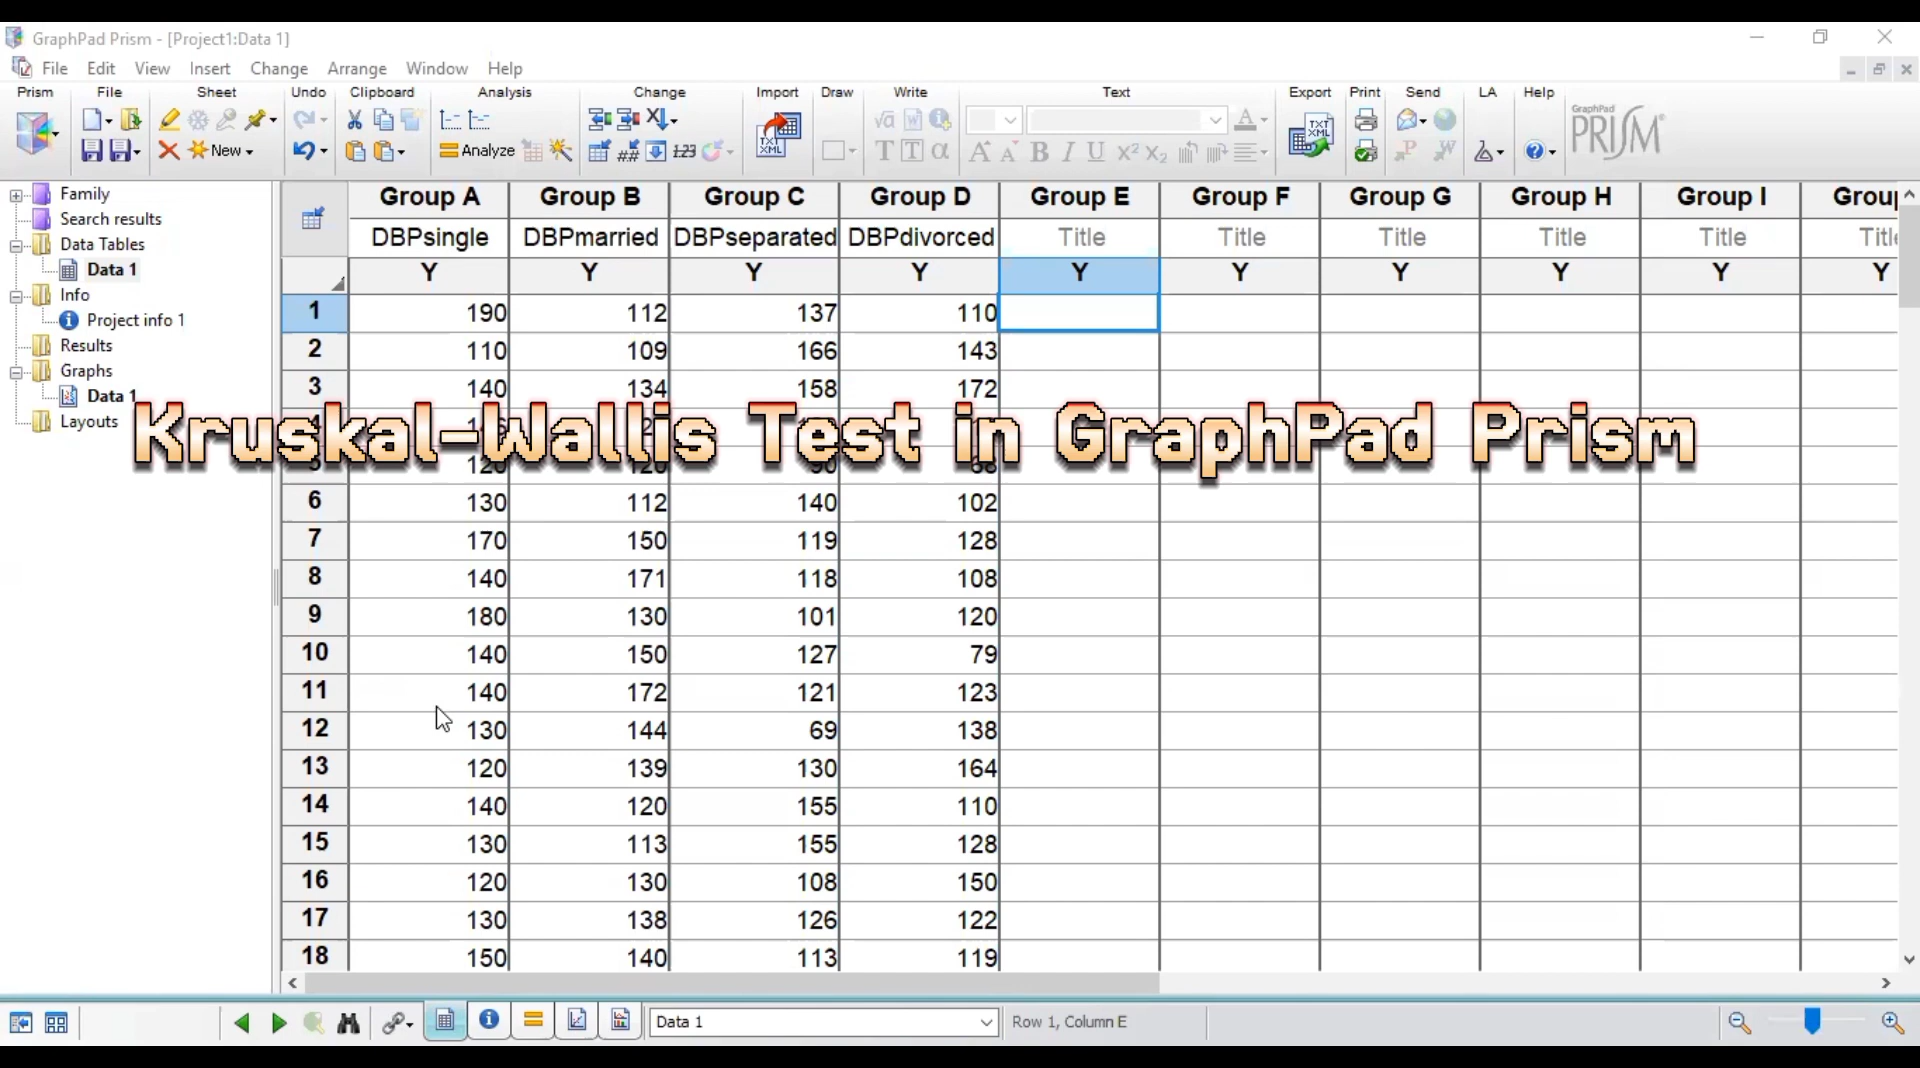 GraphPad Prism - [Project1:Data 1]
File Edit View Insert Change Arrange Window Help
Prism File Sheet Undo Clipboard Analysis Change Import Draw Write Text Export Print Send LA Help
New Analyze
GraphPad PRISM
Family
Search results
Data Tables
Data 1
Info
Project info 1
Results
Graphs
Data 1
Layouts
Group A Group B Group C Group D Group E Group F Group G Group H Group I Group
DBPsingle DBPmarried DBPseparated DBPdivorced Title Title Title Title Title
Y Y Y Y Y Y Y Y Y Y
1 190 112 137 110
2 110 109 166 143
3 140 134 158 172
Kruskal-Wallis Test in GraphPad Prism
5 120 120 90 68
6 130 112 140 102
7 170 150 119 128
8 140 171 118 108
9 180 130 101 120
10 140 150 127 79
11 140 172 121 123
12 130 144 69 138
13 120 139 130 164
14 140 120 155 110
15 130 113 155 128
16 120 130 108 150
17 130 138 126 122
18 150 140 113 119
Data 1 Row 1, Column E